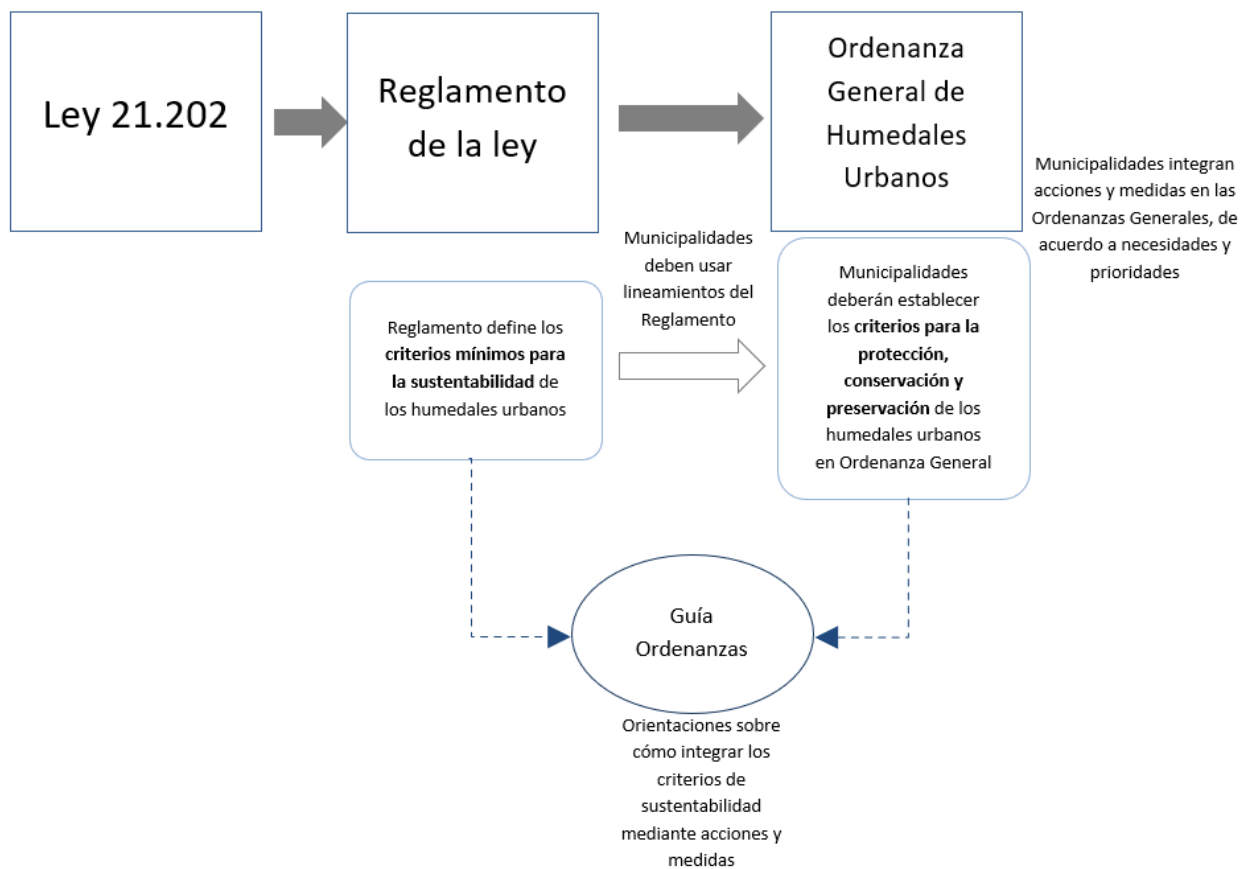 Ley 21.202
Reglamento
de la ley
Ordenanza
General de
Humedales
Urbanos
Municipalidades integran
acciones y medidas en las
Ordenanzas Generales, de
acuerdo a necesidades y
prioridades
Municipalidades
deben usar
lineamientos del
Reglamento
Reglamento define los
criterios mínimos para
la sustentabilidad de
los humedales urbanos
Municipalidades
deberán establecer
los criterios para la
protección,
conservación y
preservación de los
humedales urbanos
en Ordenanza General
Guía
Ordenanzas
Orientaciones sobre
cómo integrar los
criterios de
sustentabilidad
mediante acciones y
medidas